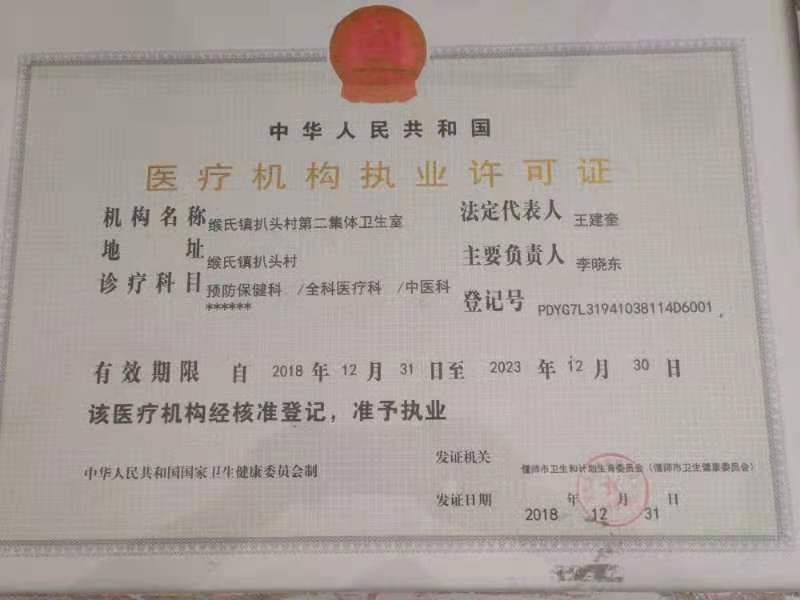 中华人民共和国
医疗机构执业许可证
机构名称 缑氏镇扒头村第二集体卫生室 法定代表人 王建奎
地 址 缑氏镇扒头村 主要负责人 李晓东
诊疗科目 预防保健科 /全科医疗科 /中医科
****** 登记号 PDYG7L31941038114D6001
有效期限 自 2018 年 12 月 31 日至 2023 年 12 月 30 日
该医疗机构经核准登记，准予执业
中华人民共和国国家卫生健康委员会制
发证机关 偃师市卫生和计划生育委员会（偃师市卫生健康委员会）
发证日期 2018 年 12 月 31 日